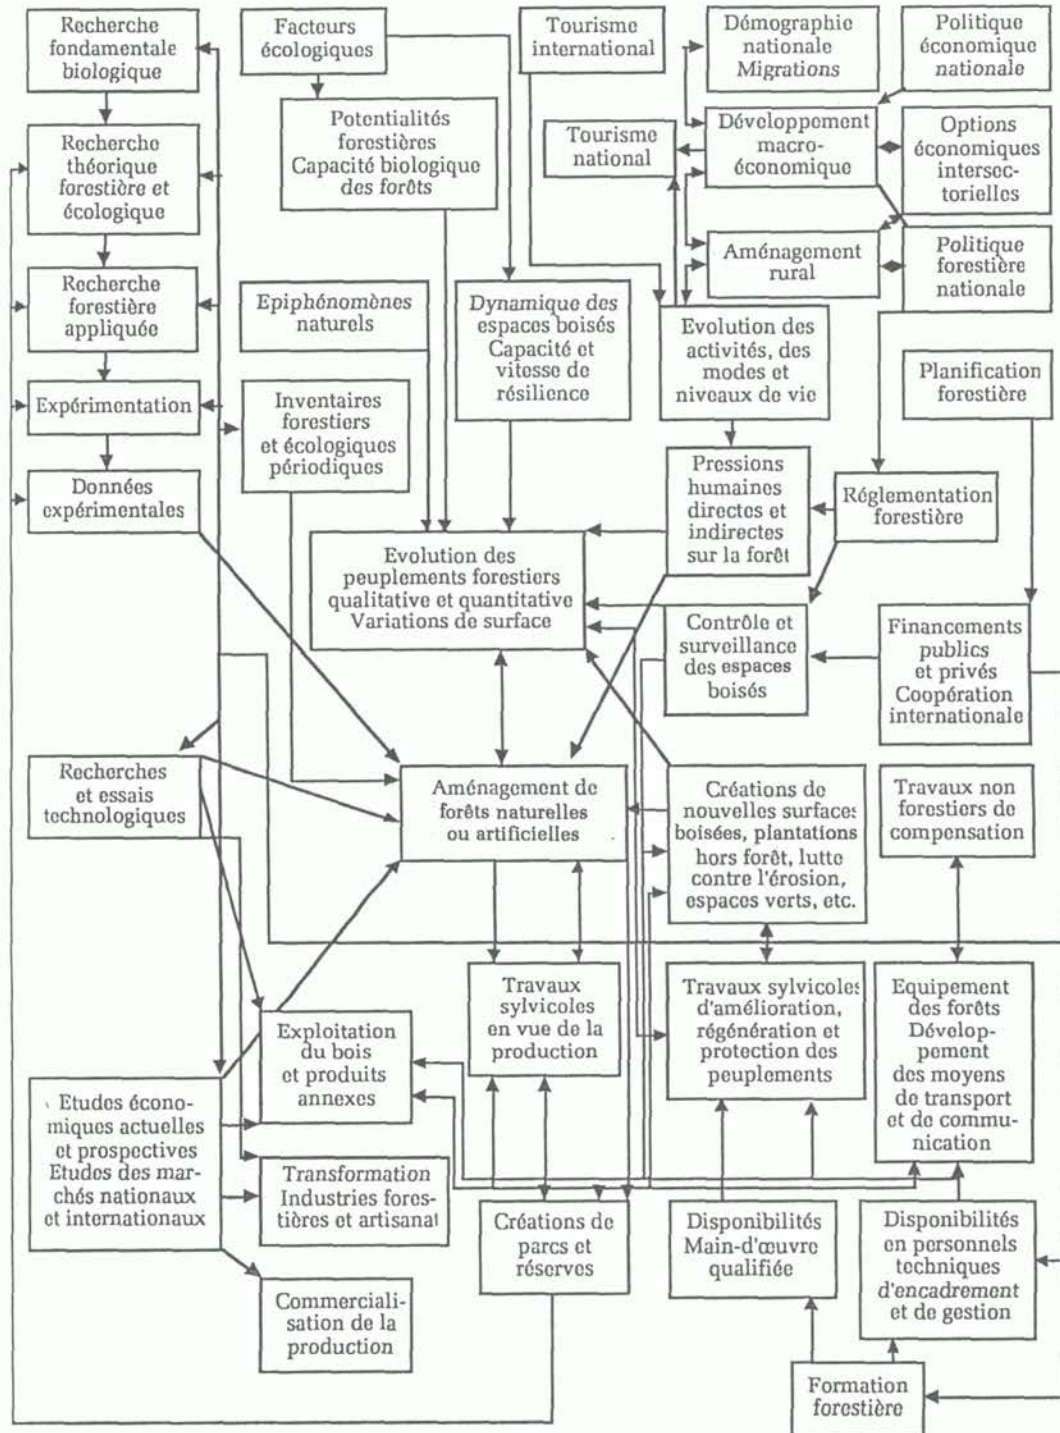 Recherche
fondamentale
biologique
Facteurs
écologiques
Tourisme
international
Démographie
nationale
Migrations
Politique
économique
nationale
Recherche
théorique
forestière et
écologique
Potentialités
forestières
Capacité biologique
des forêts
Tourisme
national
Développement
macro-
économique
Options
économiques
intersec-
torielles
Aménagement
rural
Politique
forestière
nationale
Recherche
forestière
appliquée
Epiphénomènes
naturels
Dynamique des
espaces boisés
Capacité et
vitesse de
résilience
Evolution des
activités, des
modes et
niveaux de vie
Planification
forestière
Expérimentation
Inventaires
forestiers
et écologiques
périodiques
Données
expérimentales
Pressions
humaines
directes et
indirectes
sur la forêt
Réglementation
forestière
Evolution des
peuplements forestiers
qualitative et quantitative
Variations de surface
Contrôle et
surveillance
des espaces
boisés
Financements
publics
et privés
Coopération
internationale
Recherches
et essais
technologiques
Aménagement de
forêts naturelles
ou artificielles
Créations de
nouvelles surfaces
boisées, plantations
hors forêt, lutte
contre l'érosion,
espaces verts, etc.
Travaux non
forestiers de
compensation
Exploitation
du bois
et produits
annexes
Travaux
sylvicoles
en vue de la
production
Travaux sylvicoles
d'amélioration,
régénération et
protection des
peuplements
Equipement
des forêts
Dévelop-
pement
des moyens
de transport
et de commu-
nication
Etudes écono-
miques actuelles
et prospectives
Etudes des mar-
chés nationaux
et internationaux
Transformation
Industries fores-
tières et artisanat
Créations de
parcs et
réserves
Disponibilités
Main-d'œuvre
qualifiée
Disponibilités
en personnels
techniques
d'encadrement
et de gestion
Commerciali-
sation de la
production
Formation
forestière